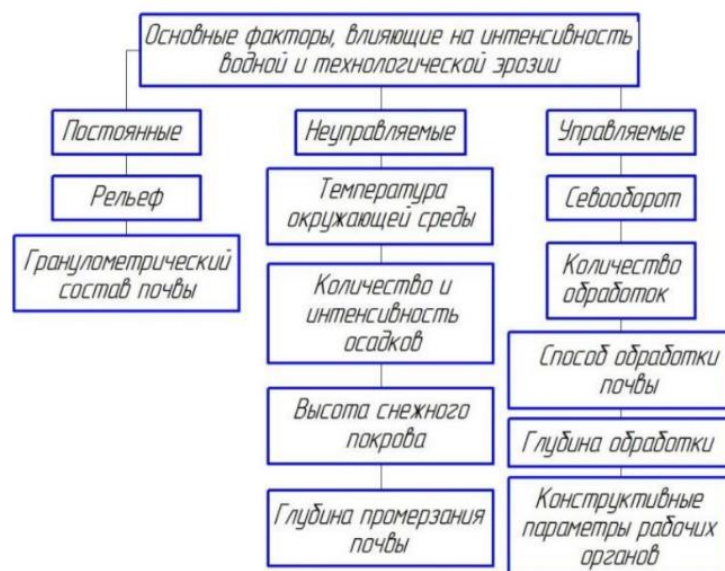 Основные факторы, влияющие на интенсивность
водной и технологической эрозии
Постоянные
Рельеф
Гранулометрический
состав почвы
Неуправляемые
Температура
окружающей среды
Количество и
интенсивность
осадков
Высота снежного
покрова
Глубина промерзания
почвы
Управляемые
Севооборот
Количество
обработок
Способ обработки
почвы
Глубина обработки
Конструктивные
параметры рабочих
органов